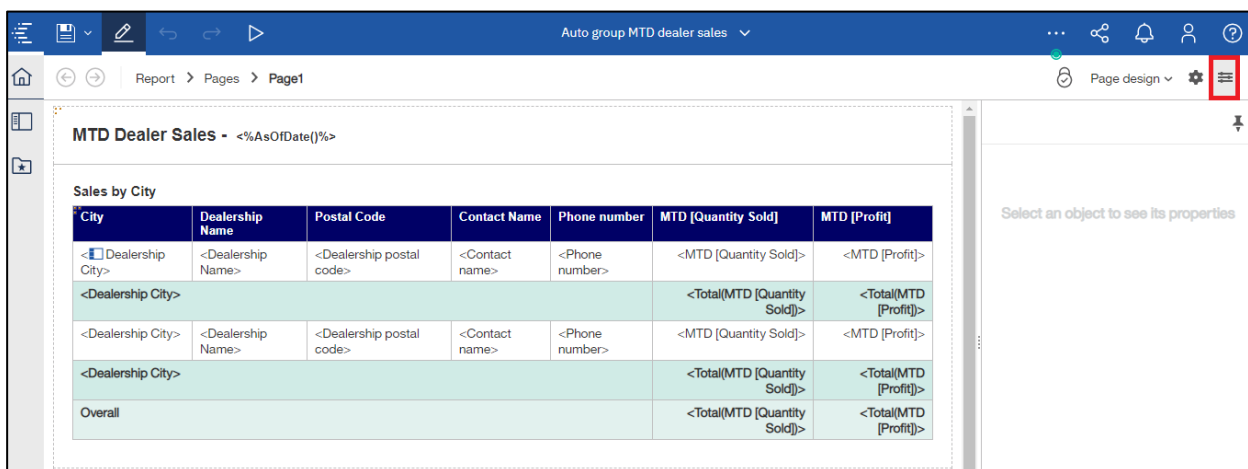 Auto group MTD dealer sales
Report > Pages > Page1
Page design
MTD Dealer Sales - <%AsOfDate()%>
Select an object to see its properties
Sales by City
City Dealership Name Postal Code Contact Name Phone number MTD [Quantity Sold] MTD [Profit]
<Dealership City> <Dealership Name> <Dealership postal code> <Contact name> <Phone number> <MTD [Quantity Sold]> <MTD [Profit]>
<Dealership City> <Total(MTD [Quantity Sold])> <Total(MTD [Profit])>
<Dealership City> <Dealership Name> <Dealership postal code> <Contact name> <Phone number> <MTD [Quantity Sold]> <MTD [Profit]>
<Dealership City> <Total(MTD [Quantity Sold])> <Total(MTD [Profit])>
Overall <Total(MTD [Quantity Sold])> <Total(MTD [Profit])>